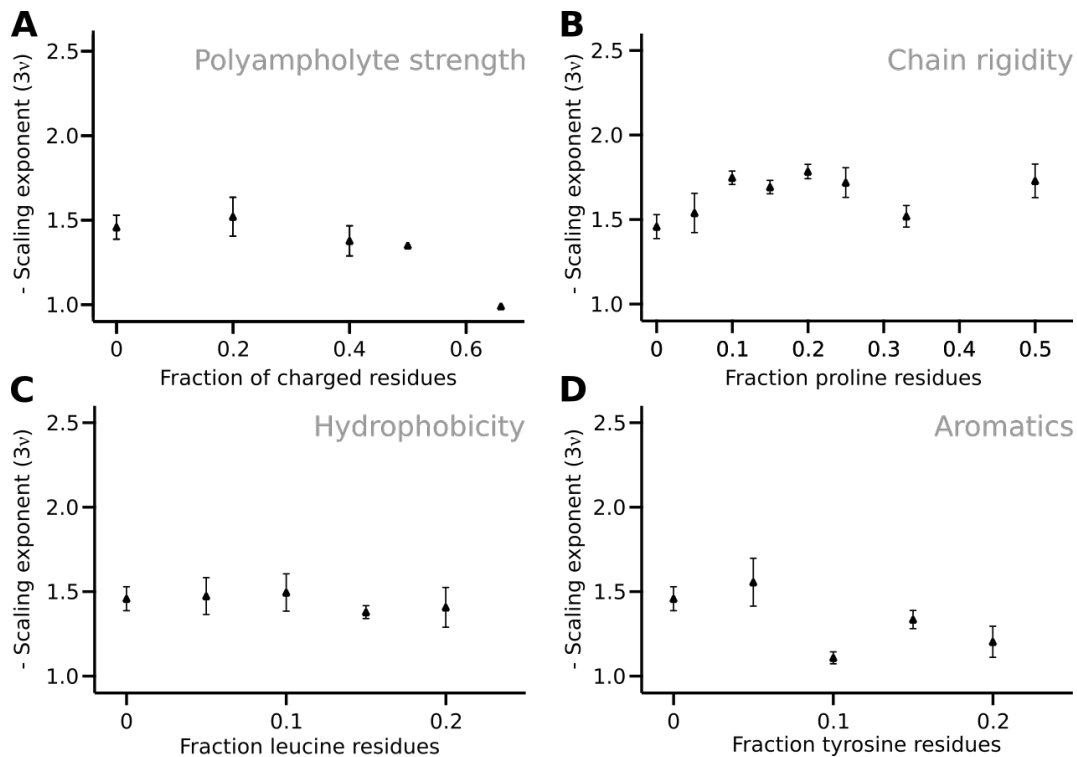 A
Polyampholyte strength
- Scaling exponent (3ν)
2.5
2.0
1.5
1.0
0
0.2
0.4
0.6
Fraction of charged residues
B
Chain rigidity
- Scaling exponent (3ν)
2.5
2.0
1.5
1.0
0
0.1
0.2
0.3
0.4
0.5
Fraction proline residues
C
Hydrophobicity
- Scaling exponent (3ν)
2.5
2.0
1.5
1.0
0
0.1
0.2
Fraction leucine residues
D
Aromatics
- Scaling exponent (3ν)
2.5
2.0
1.5
1.0
0
0.1
0.2
Fraction tyrosine residues